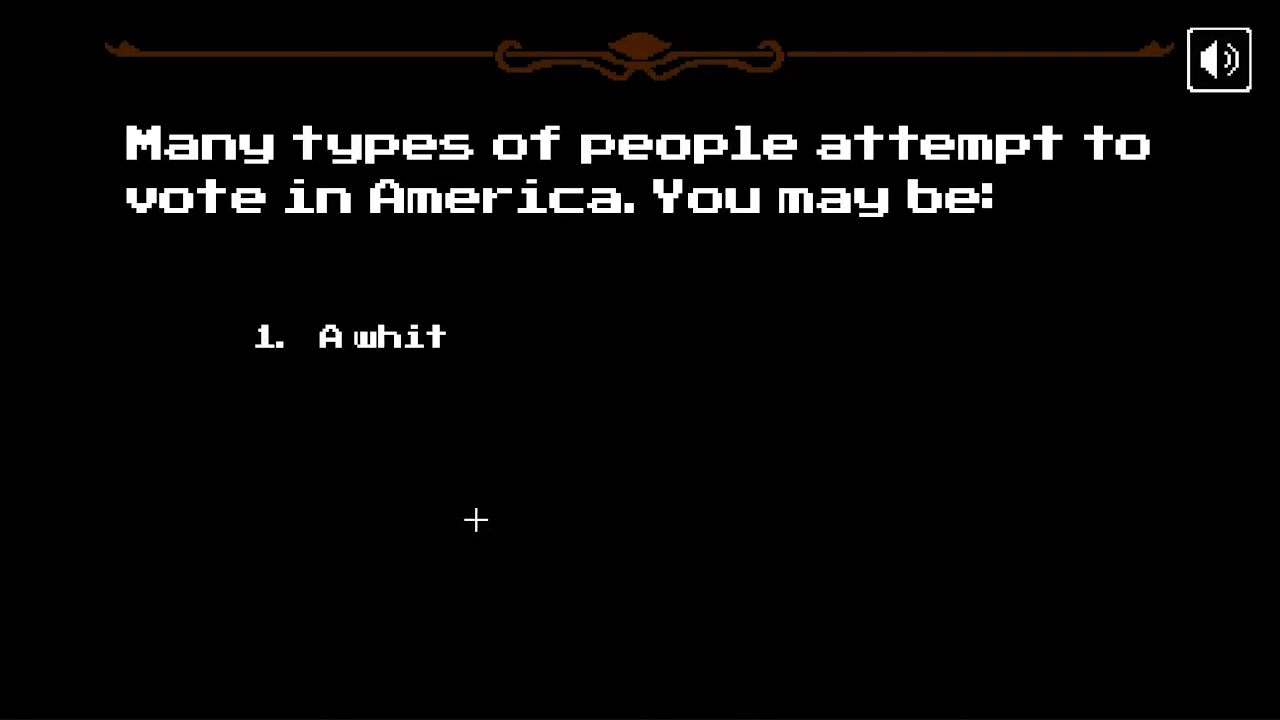 Many types of people attempt to
vote in America. You may be:
1. A whit